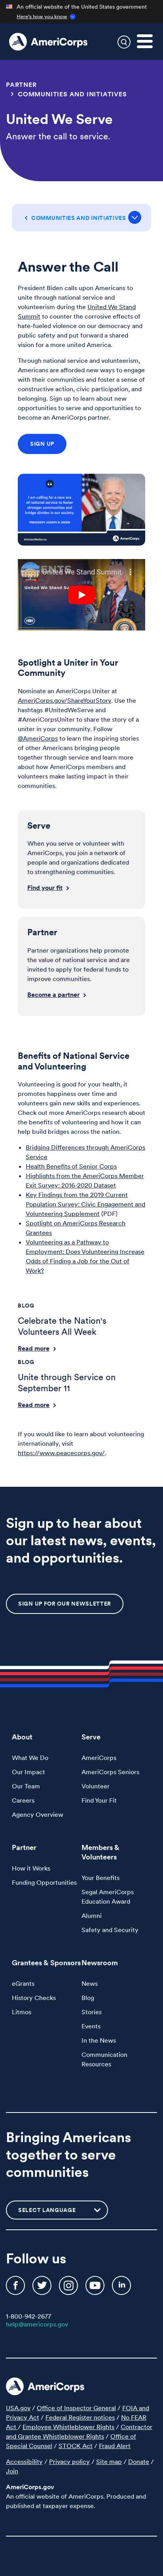 An official website of the United States government
Here's how you know
AmeriCorps
PARTNER
> COMMUNITIES AND INITIATIVES
United We Serve
Answer the call to service.
< COMMUNITIES AND INITIATIVES
Answer the Call
President Biden calls upon Americans to
stand up through national service and
volunteerism during the United We Stand
Summit to counter the corrosive effects of
hate-fueled violence on our democracy and
public safety and put forward a shared
vision for a more united America.
Through national service and volunteerism,
Americans are afforded new ways of
engaging with their communities and foster a
constructive action, civic participation, and
belonging. Sign up to learn about new
opportunities to serve and opportunities to
become an AmeriCorps partner.
SIGN UP
I am calling for a new era
of national service to foster
stronger communities and
bridge divides in our society.
PRESIDENT JOSEPH R. BIDEN
AmeriCorps
United We Stand Summit
United We Stand Su
Spotlight a Uniter in Your
Community
Nominate an AmeriCorps Uniter at
AmeriCorps.gov/ShareYourStory. Use the
hashtags #UnitedWeServe and
#AmeriCorpsUniter to share the story of a
uniter in your community. Follow
@AmeriCorps to learn the inspiring stories
of Americans bringing people together
through service and learn more
about how AmeriCorps members and
volunteers make lasting impact in their
communities.
Serve
When you serve or volunteer with
AmeriCorps, you join a network of
people and organizations dedicated
to strengthening communities.
Find your fit >
Partner
Partner organizations help promote
the value of national service and are
invited to apply for federal funds to
improve communities.
Become a partner >
Benefits of National Service
and Volunteering
Volunteering is good for your health, it
promotes happiness and inspires
volunteers gain new skills and experiences.
Check out more AmeriCorps research about
the benefits of volunteering and how it can
help build bridges across the nation.
Bridging Differences through AmeriCorps
Service
Health Benefits of Senior Corps
Highlights from the AmeriCorps Member
Exit Survey: 2016-2020 Dataset
Key Findings from the 2019 Current
Population Survey: Civic Engagement and
Volunteering Supplement (PDF)
Spotlight on AmeriCorps Research
Grantees
Volunteering as a Pathway to
Employment: Does Volunteering Increase
Odds of Finding a Job for the Out of
Work?
BLOG
Celebrate the Nation's
Volunteers All Week
Read more >
BLOG
Unite through Service on
September 11
Read more >
If you would like to learn about volunteering
internationally, visit
https://www.peacecorps.gov/.
Sign up to hear about
our latest news, events,
and opportunities.
SIGN UP FOR OUR NEWSLETTER
About
What We Do
Our Impact
Our Team
Careers
Agency Overview
Serve
AmeriCorps
AmeriCorps Seniors
Volunteer
Find Your Fit
Partner
How it Works
Funding Opportunities
Members &
Volunteers
Your Benefits
Segal AmeriCorps
Education Award
Alumni
Safety and Security
Grants & Sponsors
eGrants
History Checks
Litmos
Newsroom
News
Blog
Stories
Events
In the News
Communication
Resources
Bringing Americans
together to serve
communities
SELECT LANGUAGE
Follow us
1-800-942-2677
help@americorps.gov
AmeriCorps
USA.gov / Office of Inspector General / FOIA and
Privacy Act / Federal Register notices / No FEAR
Act / Employee Whistleblower Rights / Contractor
and Grantee Whistleblower Rights / Office of
Special Counsel / STOCK Act / Fraud Alert
Accessibility / Privacy policy / Site map / Donate /
Join
AmeriCorps.gov
An official website of AmeriCorps. Produced and
published at taxpayer expense.